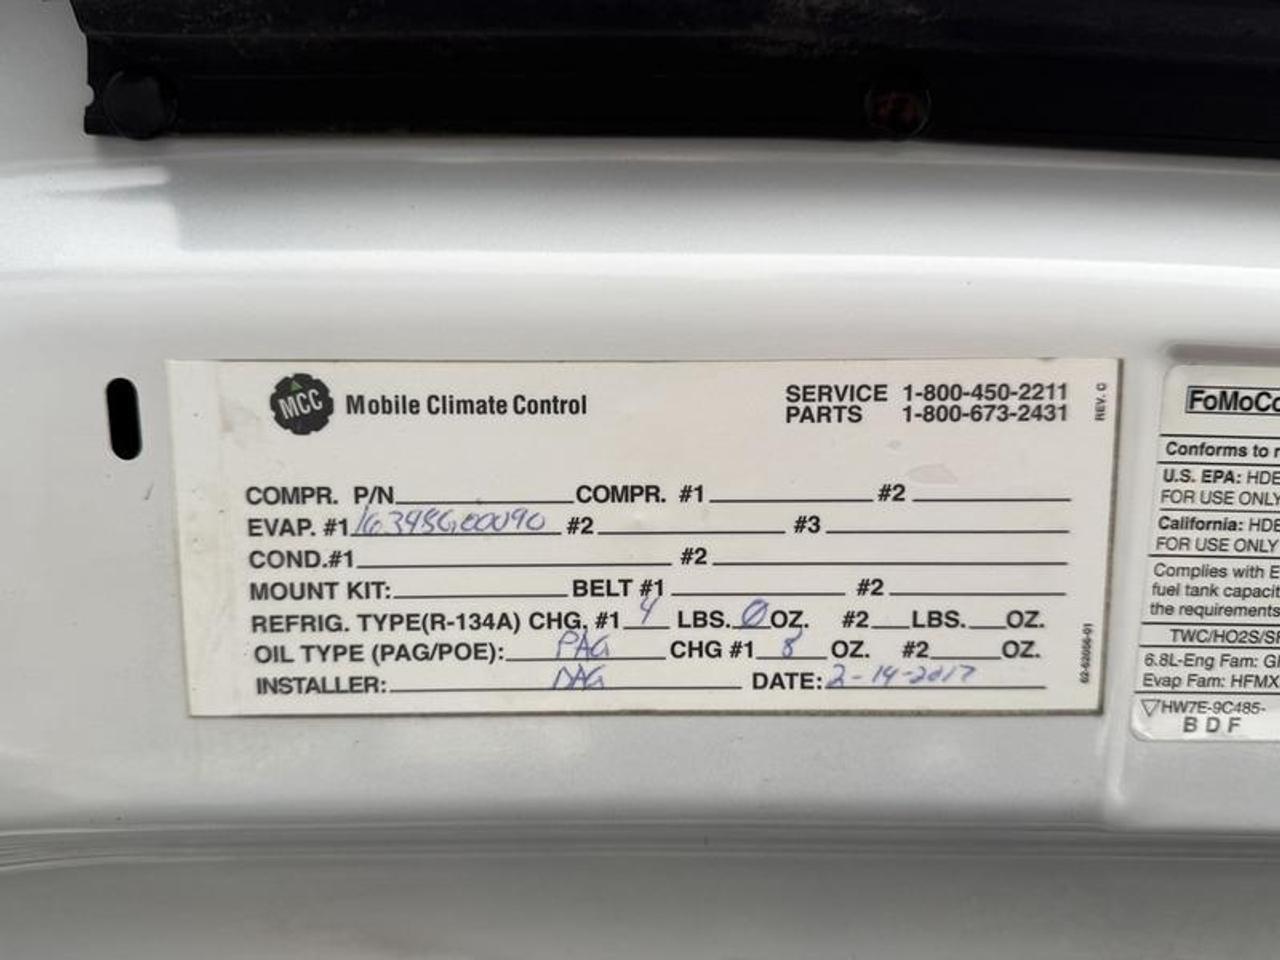 MCC Mobile Climate Control
SERVICE 1-800-450-2211
PARTS 1-800-673-2431
REV. C
COMPR. P/N COMPR. #1 #2
EVAP. #1 #2 #3
COND.#1 #2
MOUNT KIT: BELT #1 #2
REFRIG. TYPE(R-134A) CHG. #1 4 LBS. 0 OZ. #2 LBS. OZ.
OIL TYPE (PAG/POE): PAG CHG #1 8 OZ. #2 OZ.
INSTALLER: DAG DATE: 2-14-2017
62-62056-01
FoMoCo
Conforms to
U.S. EPA: HDE
FOR USE ONLY
California: HDE
FOR USE ONLY
Complies with E
fuel tank capacit
the requirements
TWC/HO2S/
6.8L-Eng Fam:
Evap Fam: HFMX
HW7E-9C485-
B D F